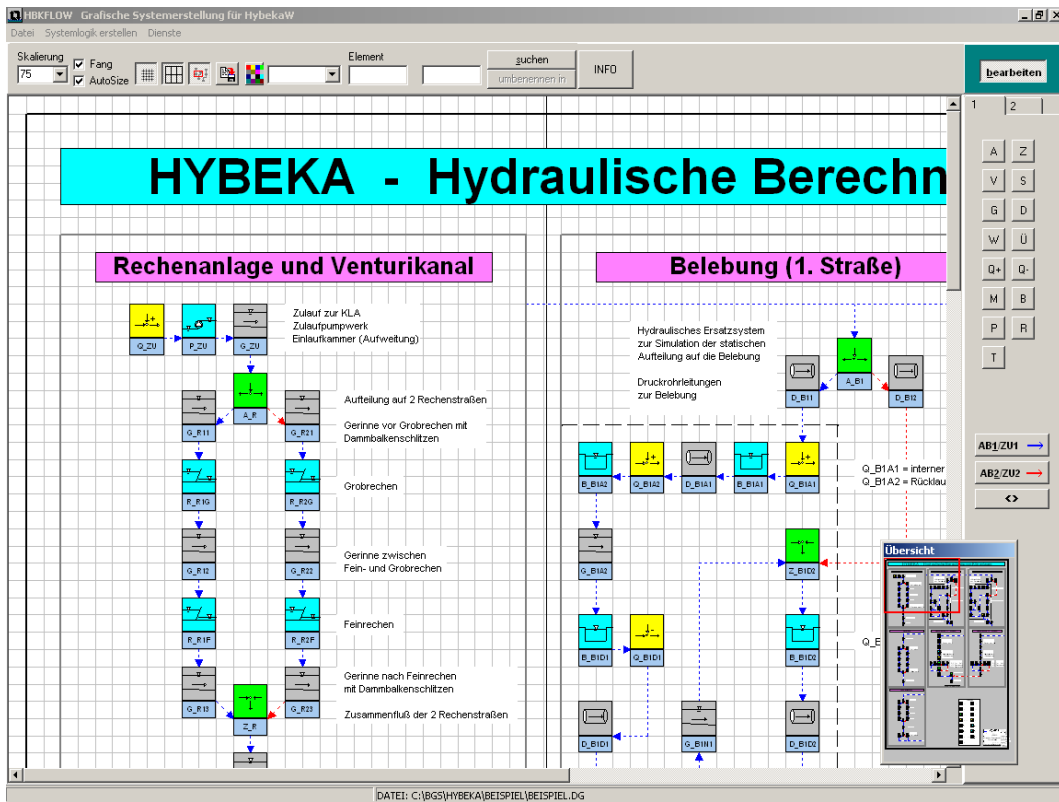 HBKFLOW Grafische Systemerstellung für HybekaW
Datei Systemlogik erstellen Dienste
Skalierung
75
Fang
AutoSize
Element
suchen
umbenennen in
INFO
bearbeiten
1 2
A Z
V S
G D
W Ü
Q+ Q-
M B
P R
T
AB1/ZU1
AB2/ZU2
<>
HYBEKA - Hydraulische Berechn
Rechenanlage und Venturikanal
Q_ZU P_ZU G_ZU
Zulauf zur KLA
Zulaufpumpwerk
Einlaufkammer (Aufweitung)
A_R
Aufteilung auf 2 Rechenstraßen
G_R11 G_R21
Gerinne vor Grobrechen mit
Dammbalkenschlitzen
Grobrechen
R_R1G R_R2G
Gerinne zwischen
Fein- und Grobrechen
G_R12 G_R22
Feinrechen
R_R1F R_R2F
Gerinne nach Feinrechen
mit Dammbalkenschlitzen
G_R13 G_R23
Zusammenfluß der 2 Rechenstraßen
Z_R
Belebung (1. Straße)
Hydraulisches Ersatzsystem
zur Simulation der statischen
Aufteilung auf die Belebung
Druckrohrleitungen
zur Belebung
A_B1
D_B11 D_B12
Q_B1A1 = interner
Q_B1A2 = Rücklau
B_B1A2 Q_B1A2 D_B1A1 B_B1A1 Q_B1A1
G_B1A2 Z_B1D2
Q_B
B_B1D1 Q_B1D1 B_B1D2
D_B1D1 G_B1N1 D_B1D2
Übersicht
DATEI: C:\BGS\HYBEKA\BEISPIEL\BEISPIEL.DG